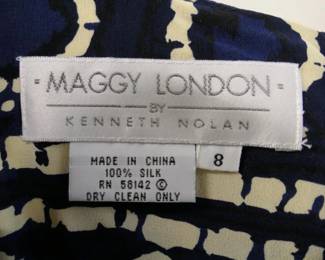 MAGGY LONDON
BY
KENNETH NOLAN
8
MADE IN CHINA
100% SILK
RN 58142 ©
DRY CLEAN ONLY